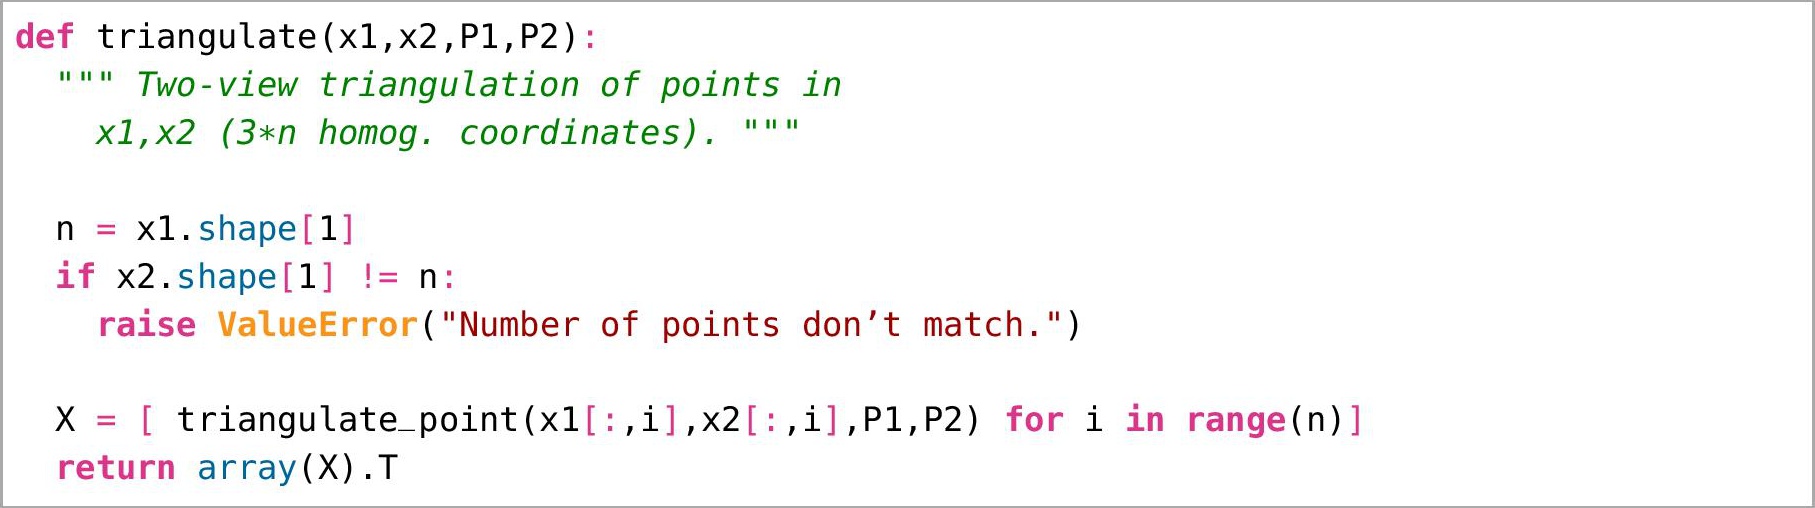 def triangulate(x1,x2,P1,P2):
""" Two-view triangulation of points in
x1,x2 (3*n homog. coordinates). """
n = x1.shape[1]
if x2.shape[1] != n:
raise ValueError("Number of points don’t match.")
X = [ triangulate_point(x1[:,i],x2[:,i],P1,P2) for i in range(n)]
return array(X).T